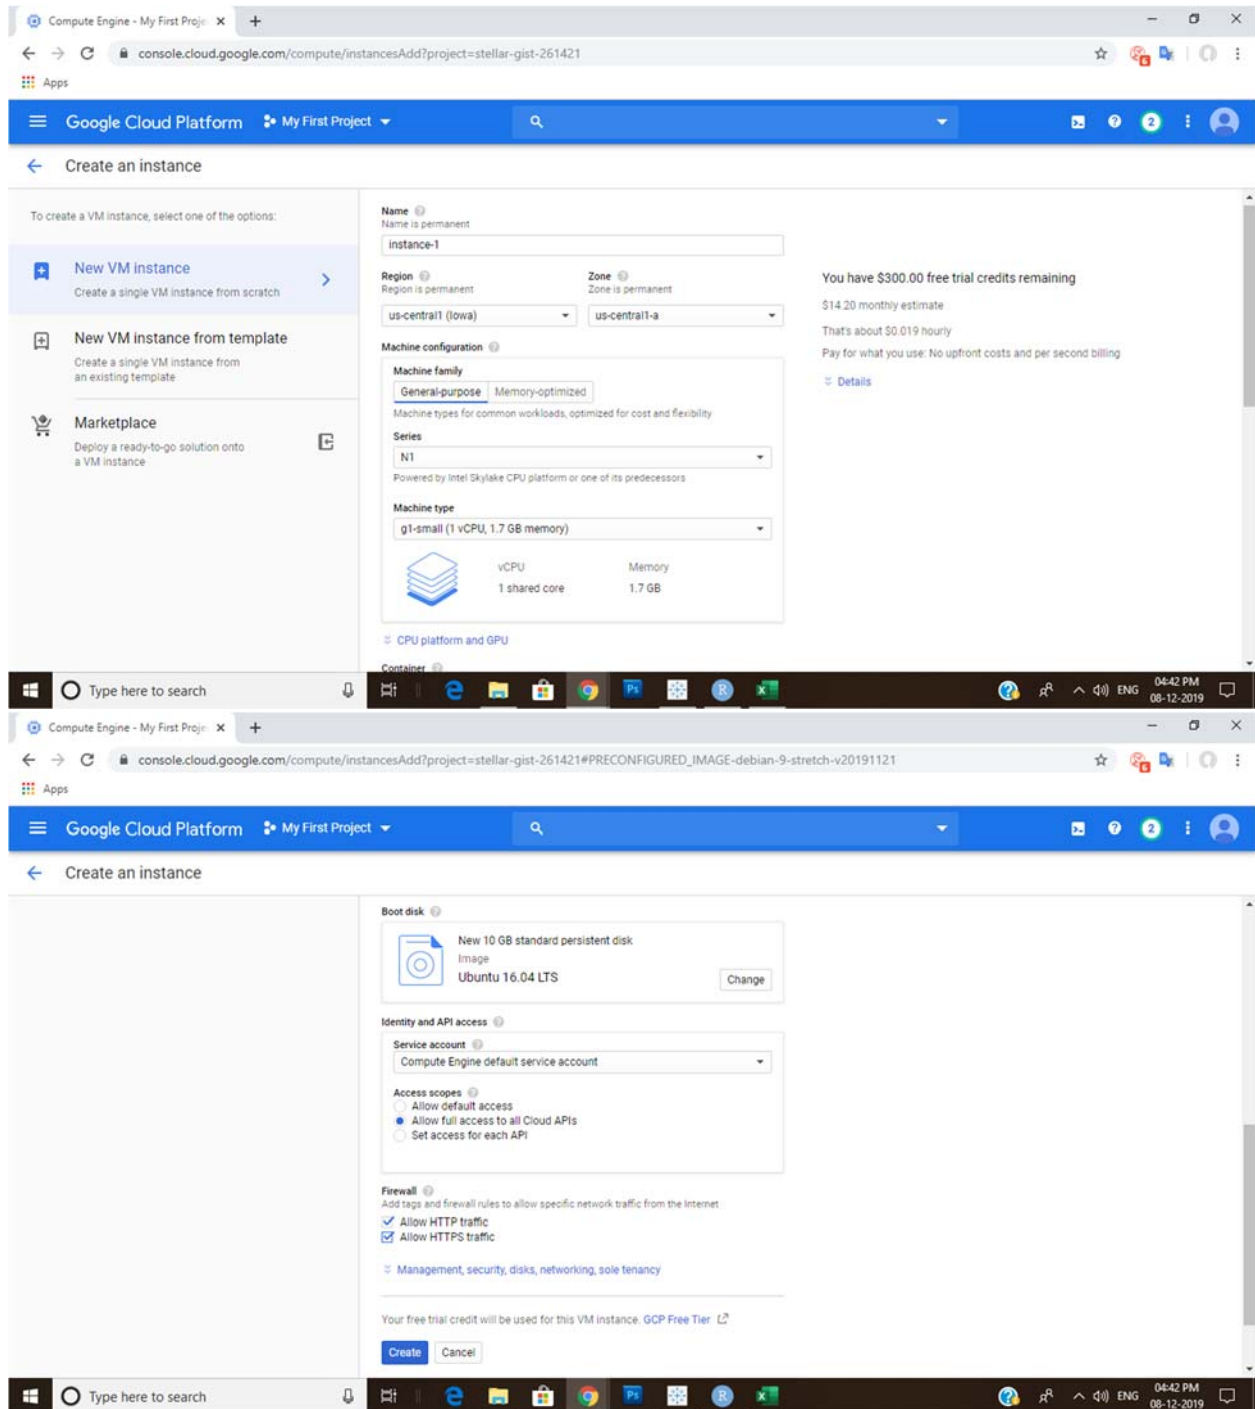 Compute Engine - My First Proje
console.cloud.google.com/compute/instancesAdd?project=stellar-gist-261421
6
Apps
Google Cloud Platform My First Project
2
Create an instance
To create a VM instance, select one of the options:
New VM instance
Create a single VM instance from scratch
New VM instance from template
Create a single VM instance from
an existing template
Marketplace
Deploy a ready-to-go solution onto
a VM instance
Name
Name is permanent
instance-1
Region Zone
Region is permanent Zone is permanent
us-central1 (Iowa) us-central1-a
Machine configuration
Machine family
General-purpose Memory-optimized
Machine types for common workloads, optimized for cost and flexibility
Series
N1
Powered by Intel Skylake CPU platform or one of its predecessors
Machine type
g1-small (1 vCPU, 1.7 GB memory)
vCPU Memory
1 shared core 1.7 GB
CPU platform and GPU
Container
You have $300.00 free trial credits remaining
$14.20 monthly estimate
That's about $0.019 hourly
Pay for what you use: No upfront costs and per second billing
Details
Type here to search
Ps
R
ENG
04:42 PM
08-12-2019
Compute Engine - My First Proje
console.cloud.google.com/compute/instancesAdd?project=stellar-gist-261421#PRECONFIGURED_IMAGE-debian-9-stretch-v20191121
6
Apps
Google Cloud Platform My First Project
2
Create an instance
Boot disk
New 10 GB standard persistent disk
Image
Ubuntu 16.04 LTS
Change
Identity and API access
Service account
Compute Engine default service account
Access scopes
Allow default access
Allow full access to all Cloud APIs
Set access for each API
Firewall
Add tags and firewall rules to allow specific network traffic from the Internet
Allow HTTP traffic
Allow HTTPS traffic
Management, security, disks, networking, sole tenancy
Your free trial credit will be used for this VM instance. GCP Free Tier
Create Cancel
Type here to search
Ps
R
ENG
04:42 PM
08-12-2019